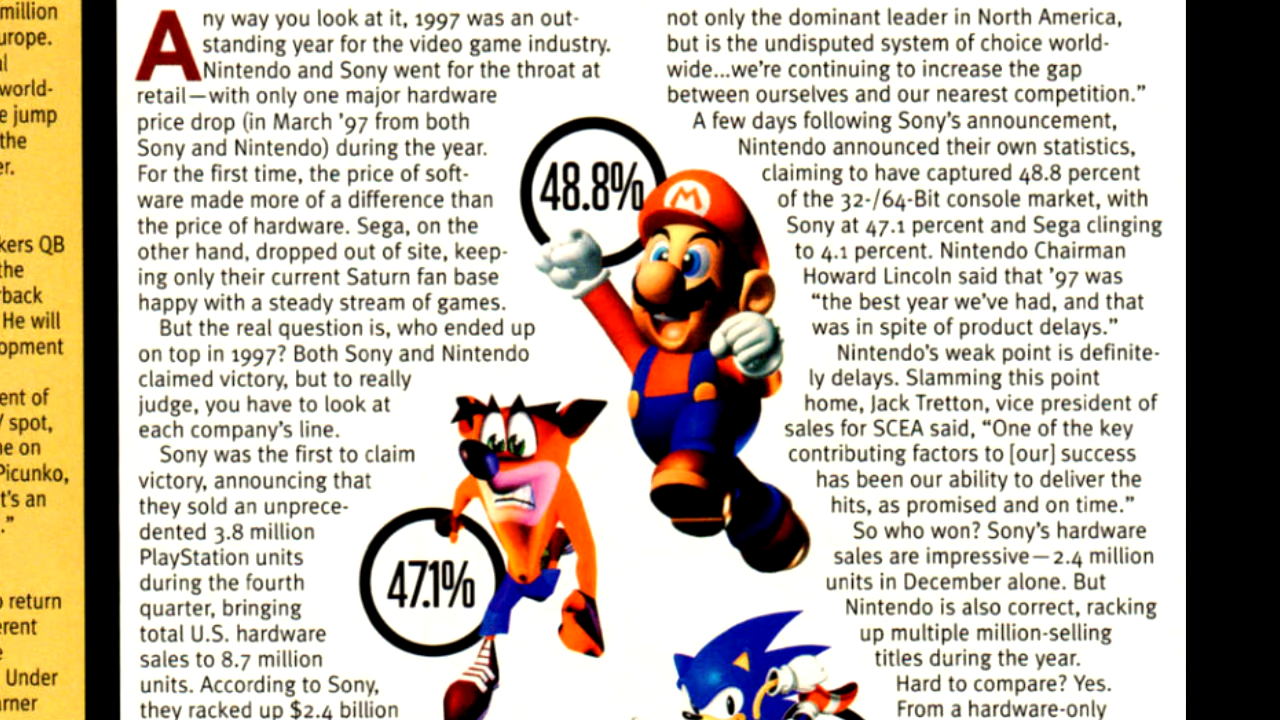 million
urope.
al
world-
e jump
the
er.
kers QB
the
back
He will
opment
ent of
spot,
ne on
Picunko,
t's an
."
o return
erent
e
Under
arner
Any way you look at it, 1997 was an out-
standing year for the video game industry.
Nintendo and Sony went for the throat at
retail—with only one major hardware
price drop (in March '97 from both
Sony and Nintendo) during the year.
For the first time, the price of soft-
ware made more of a difference than
the price of hardware. Sega, on the
other hand, dropped out of site, keep-
ing only their current Saturn fan base
happy with a steady stream of games.
But the real question is, who ended up
on top in 1997? Both Sony and Nintendo
claimed victory, but to really
judge, you have to look at
each company's line.
Sony was the first to claim
victory, announcing that
they sold an unprece-
dented 3.8 million
PlayStation units
during the fourth
quarter, bringing
total U.S. hardware
sales to 8.7 million
units. According to Sony,
they racked up $2.4 billion
48.8%
M
47.1%
not only the dominant leader in North America,
but is the undisputed system of choice world-
wide...we're continuing to increase the gap
between ourselves and our nearest competition."
A few days following Sony's announcement,
Nintendo announced their own statistics,
claiming to have captured 48.8 percent
of the 32-/64-Bit console market, with
Sony at 47.1 percent and Sega clinging
to 4.1 percent. Nintendo Chairman
Howard Lincoln said that '97 was
"the best year we've had, and that
was in spite of product delays."
Nintendo's weak point is definite-
ly delays. Slamming this point
home, Jack Tretton, vice president of
sales for SCEA said, "One of the key
contributing factors to [our] success
has been our ability to deliver the
hits, as promised and on time."
So who won? Sony's hardware
sales are impressive—2.4 million
units in December alone. But
Nintendo is also correct, racking
up multiple million-selling
titles during the year.
Hard to compare? Yes.
From a hardware-only